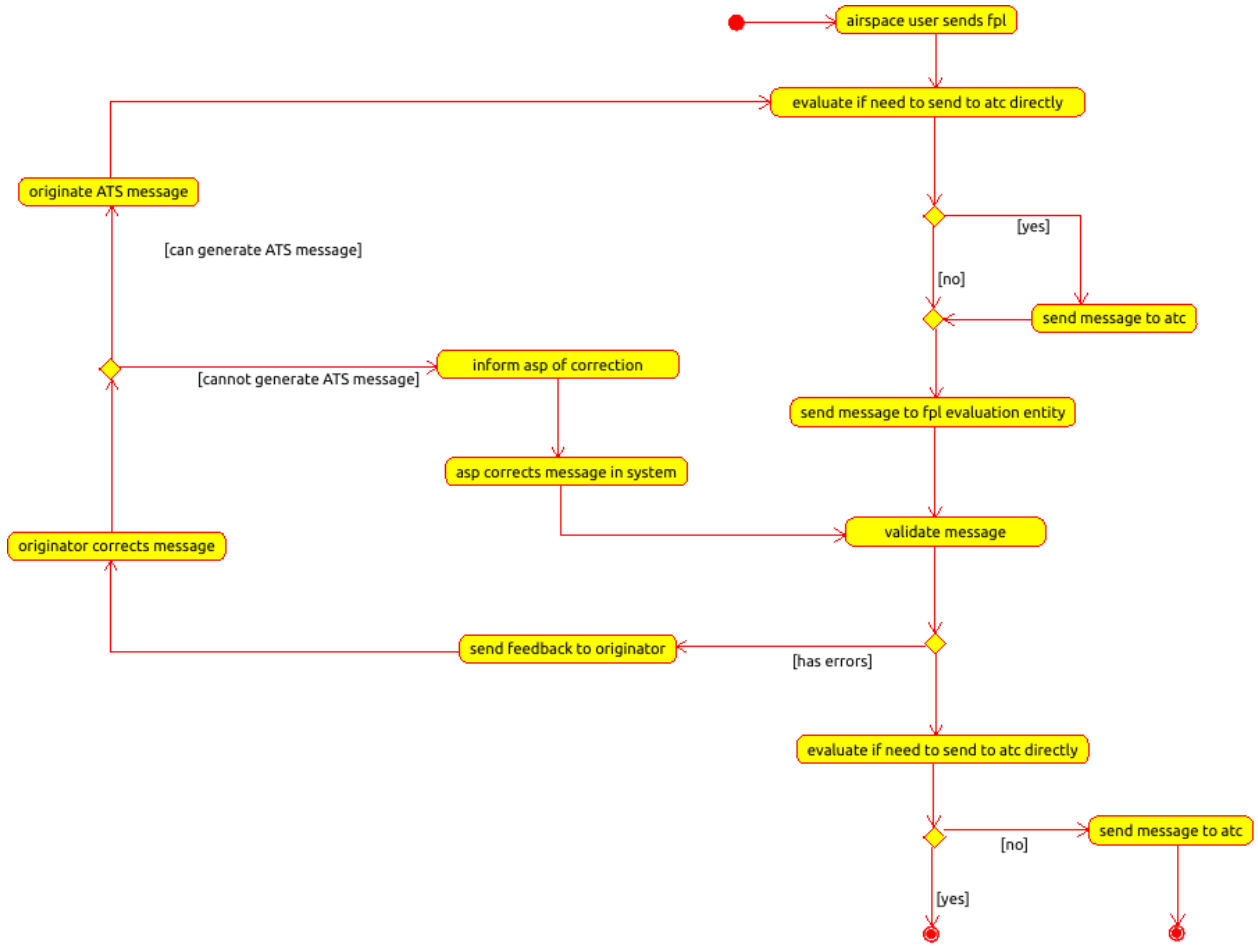 airspace user sends fpl
evaluate if need to send to atc directly
originate ATS message
[yes]
[can generate ATS message]
[no]
send message to atc
inform asp of correction
[cannot generate ATS message]
send message to fpl evaluation entity
asp corrects message in system
validate message
originator corrects message
send feedback to originator
[has errors]
evaluate if need to send to atc directly
send message to atc
[no]
[yes]